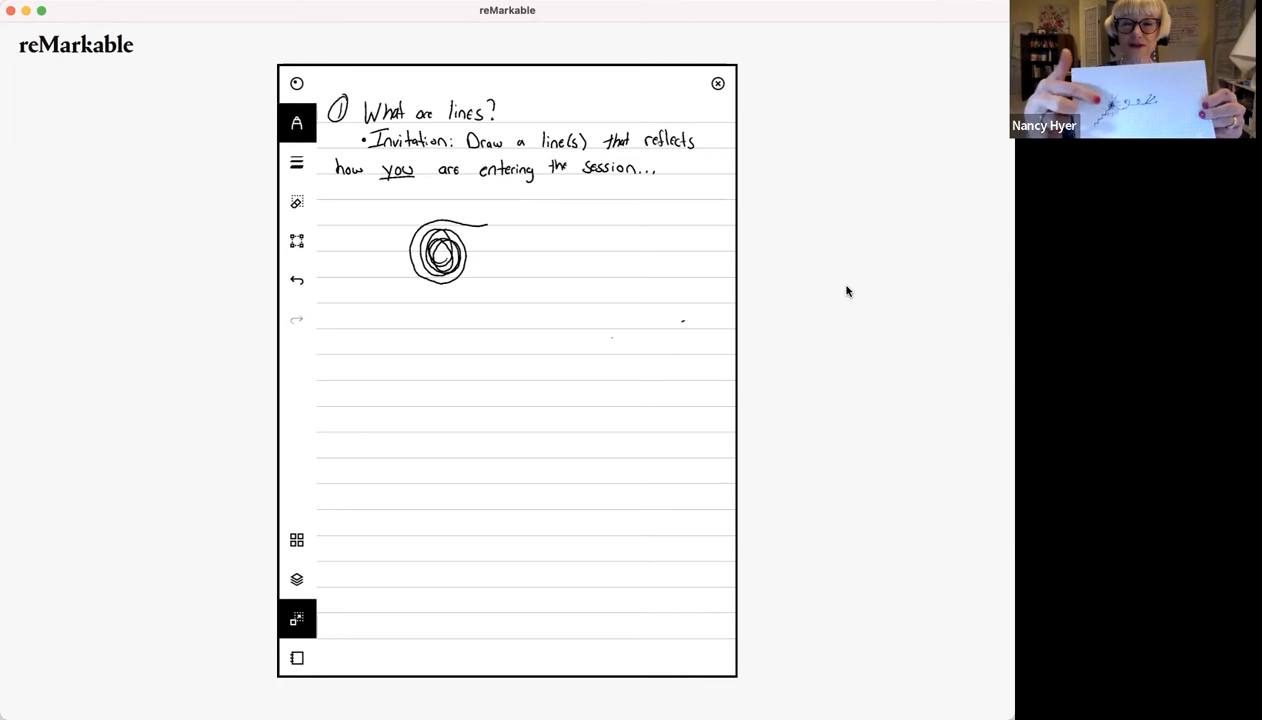 reMarkable
reMarkable
① What are lines?
• Invitation: Draw a line(s) that reflects
how you are entering the session...
Nancy Hyer